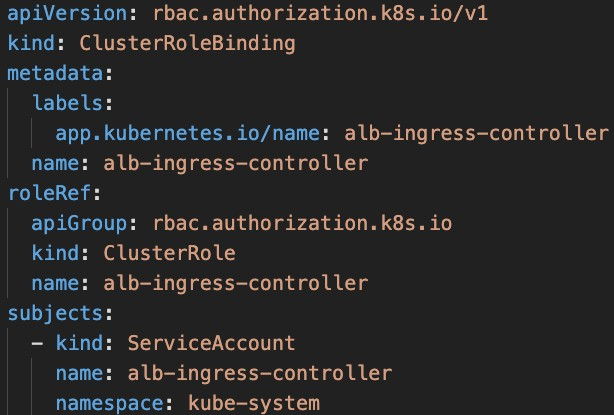 apiVersion: rbac.authorization.k8s.io/v1
kind: ClusterRoleBinding
metadata:
  labels:
    app.kubernetes.io/name: alb-ingress-controller
  name: alb-ingress-controller
roleRef:
  apiGroup: rbac.authorization.k8s.io
  kind: ClusterRole
  name: alb-ingress-controller
subjects:
  - kind: ServiceAccount
    name: alb-ingress-controller
    namespace: kube-system